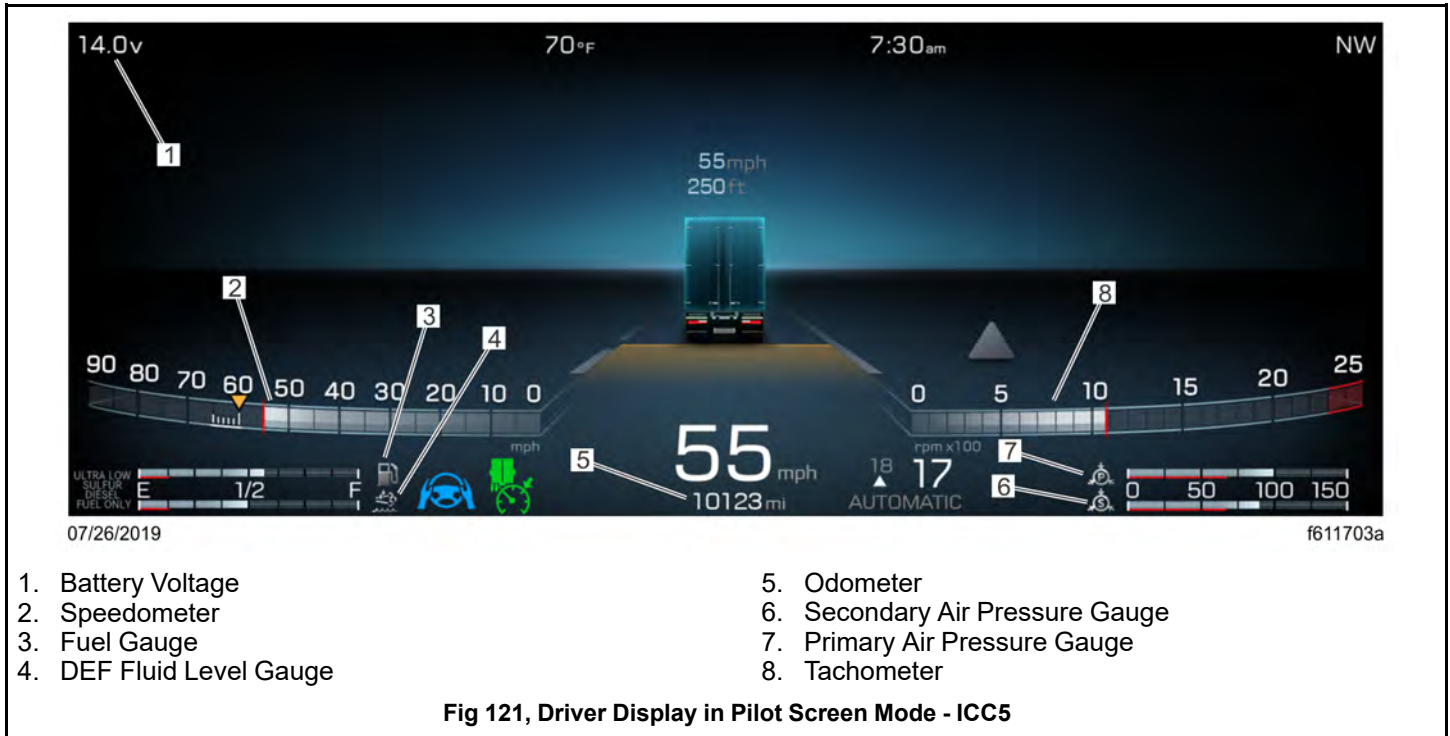 14.0v 70°F 7:30am NW
1
55mph
250ft
2
3
4
8
90 80 70 60 50 40 30 20 10 0
0 5 10 15 20 25
mph
rpm x100
5
55 mph
10123 mi
18
17
AUTOMATIC
7
6
P
S
ULTRA LOW
SULFUR
DIESEL
FUEL ONLY
E 1/2 F
0 50 100 150
07/26/2019 f611703a
1. Battery Voltage
2. Speedometer
3. Fuel Gauge
4. DEF Fluid Level Gauge
5. Odometer
6. Secondary Air Pressure Gauge
7. Primary Air Pressure Gauge
8. Tachometer
Fig 121, Driver Display in Pilot Screen Mode - ICC5